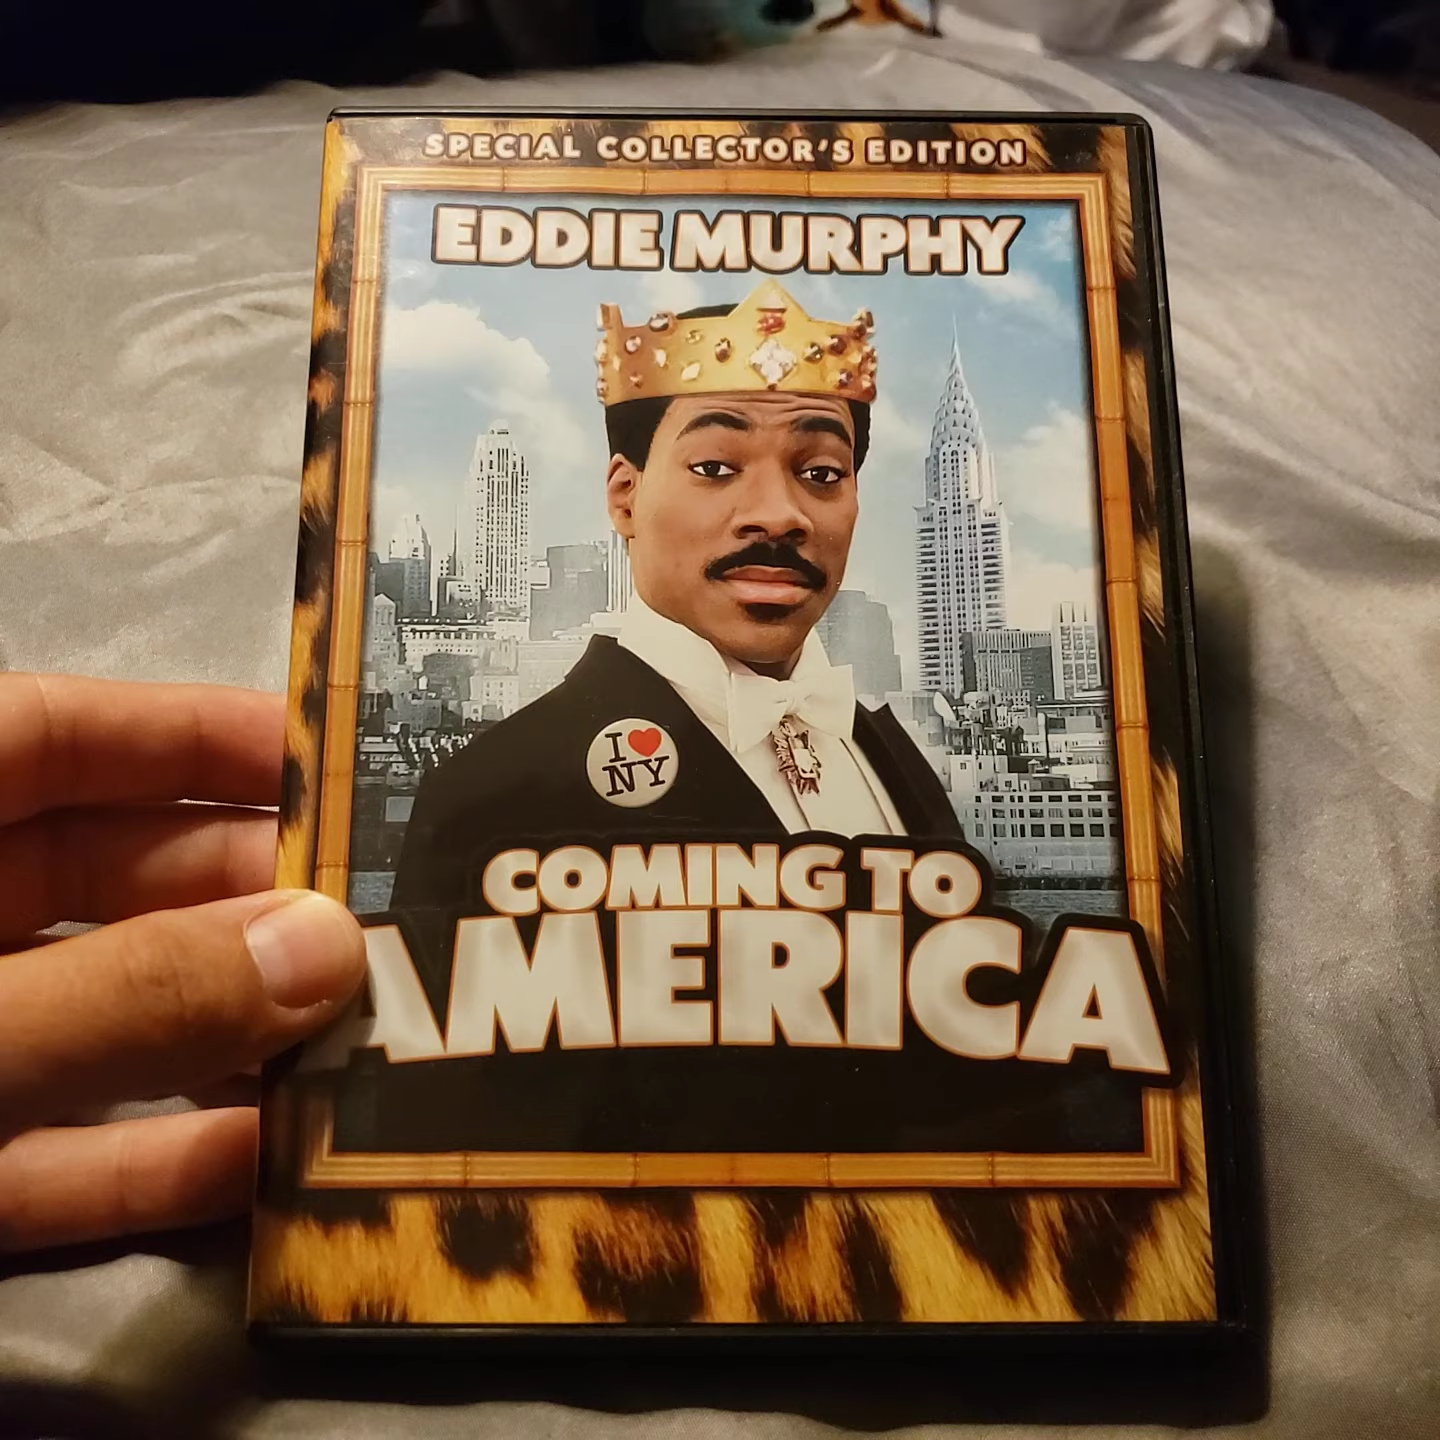 SPECIAL COLLECTOR'S EDITION
EDDIE MURPHY
I ♥
NY
COMING TO
AMERICA